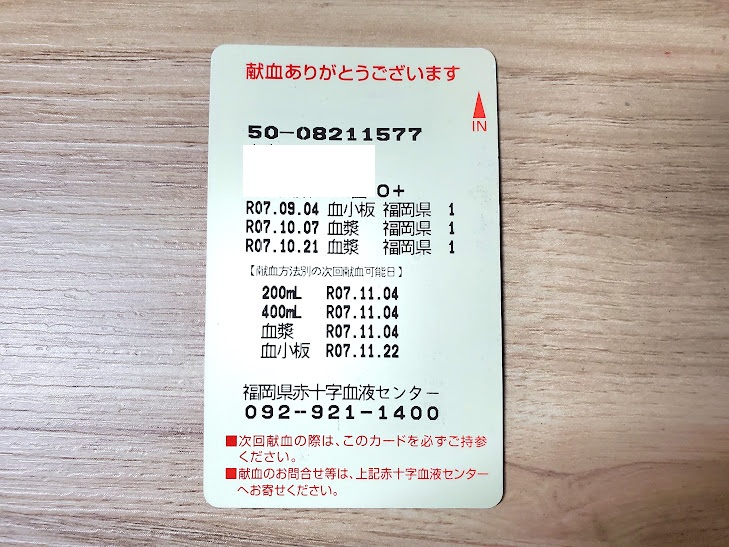 献血ありがとうございます
IN
50-08211577
O+
R07.09.04 血小板 福岡県 1
R07.10.07 血漿 福岡県 1
R07.10.21 血漿 福岡県 1
【献血方法別の次回献血可能日】
200mL R07.11.04
400mL R07.11.04
血漿 R07.11.04
血小板 R07.11.22
福岡県赤十字血液センター
092-921-1400
■次回献血の際は、このカードを必ずご持参
ください。
■献血のお問合せ等は、上記赤十字血液センター
へお寄せください。